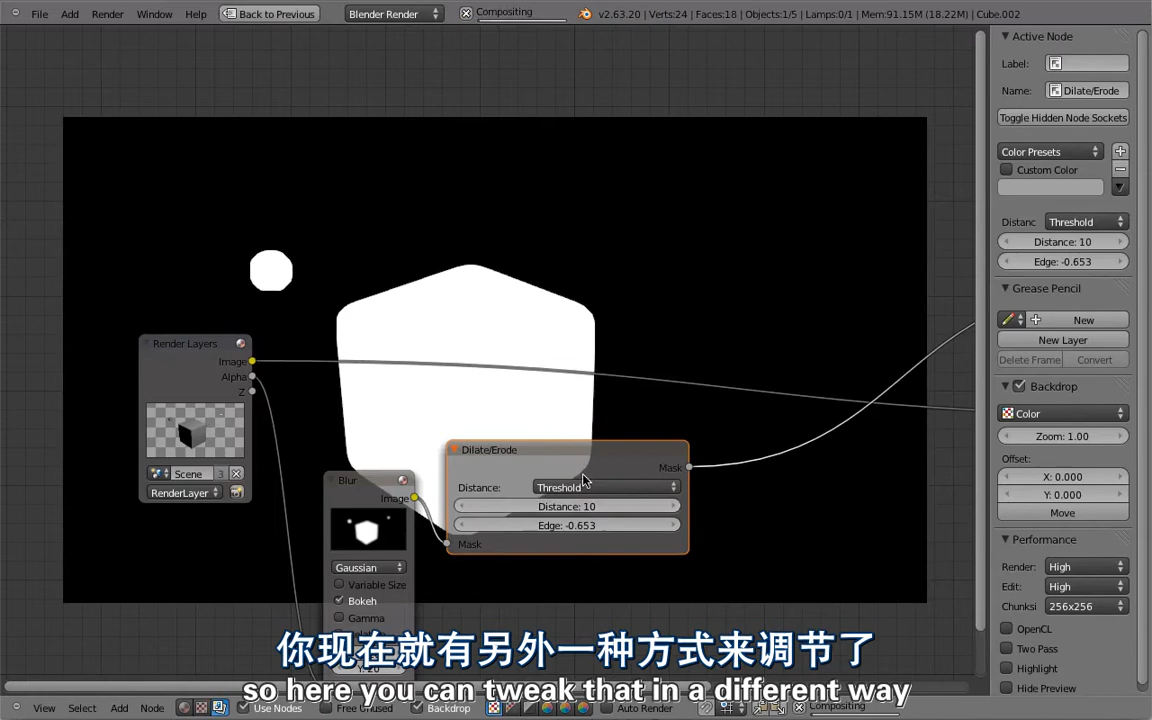 File Add Render Window Help Back to Previous Blender Render Compositing v2.63.20 | Verts:24 | Faces:18 | Objects:1/5 | Lamps:0/1 | Mem:91.15M (18.22M) | Cube.002
Active Node
Label:
Name: Dilate/Erode
Toggle Hidden Node Sockets
Color Presets
Custom Color
Distanc Threshold
Distance: 10
Edge: -0.653
Grease Pencil
New
New Layer
Delete Frame Convert
Backdrop
Color
Zoom: 1.00
Offset:
X: 0.000
Y: 0.000
Move
Performance
Render: High
Edit: High
Chunksi 256x256
OpenCL
Two Pass
Highlight
Hide Preview
Render Layers
Image
Alpha
Z
Scene 3
RenderLayer
Blur
Image
Gaussian
Variable Size
Bokeh
Gamma
Dilate/Erode
Mask
Distance: Threshold
Distance: 10
Edge: -0.653
Mask
你现在就有另外一种方式来调节了
so here you can tweak that in a different way
View Select Add Node Use Nodes Free Unused Backdrop Auto Render Compositing